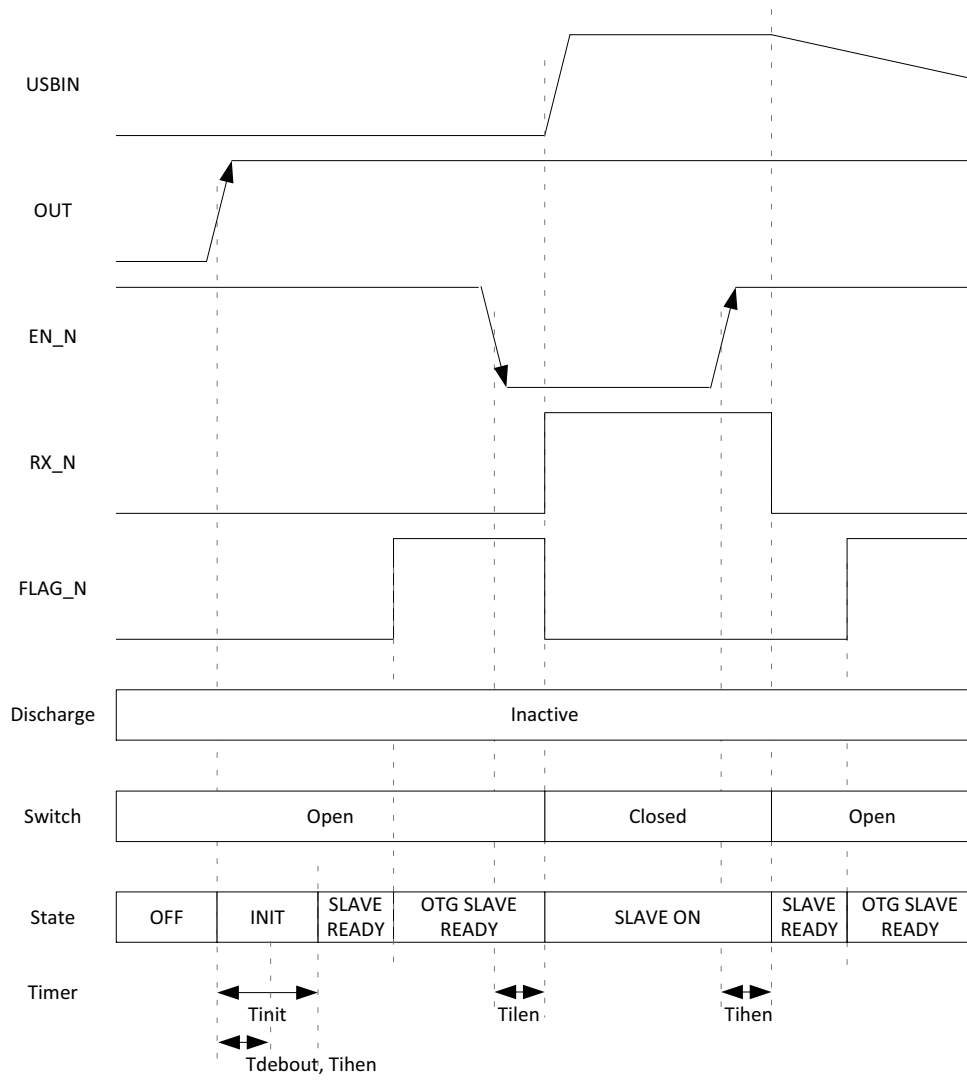 USBIN
OUT
EN_N
RX_N
FLAG_N
Discharge
Inactive
Switch
Open
Closed
Open
State
OFF
INIT
SLAVE
READY
OTG SLAVE
READY
SLAVE ON
SLAVE
READY
OTG SLAVE
READY
Timer
Tinit
Tilen
Tihen
Tdebout, Tihen